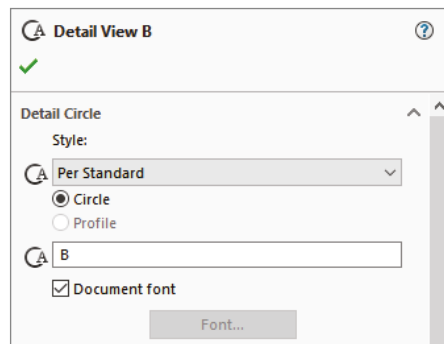 Detail View B
Detail Circle
Style:
Per Standard
Circle
Profile
B
Document font
Font...